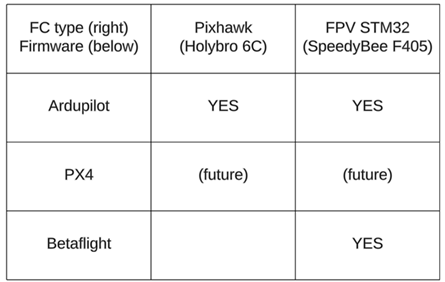 FC type (right) Pixhawk FPV STM32
Firmware (below) (Holybro 6C) (SpeedyBee F405)
Ardupilot YES YES
PX4 (future) (future)
Betaflight YES